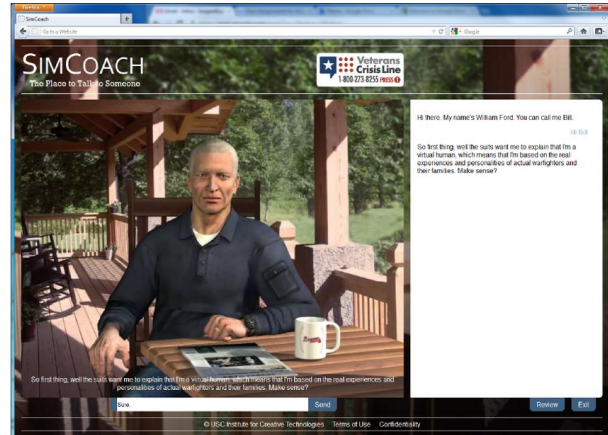 Firefox
SimCoach
Go to a Website
Google
SIMCOACH
The Place to Talk to Someone
Veterans
Crisis Line
1-800-273-8255 PRESS 1
Hi there. My name's William Ford. You can call me Bill.
Hi Bill
So first thing, well the suits want me to explain that I'm a
virtual human, which means that I'm based on the real
experiences and personalities of actual warfighters and
their families. Make sense?
So first thing, well the suits want me to explain that I'm a virtual human, which means that I'm based on the real experiences and
personalities of actual warfighters and their families. Make sense?
Sure.
Send
Review
Exit
© USC Institute for Creative Technologies Terms of Use Confidentiality